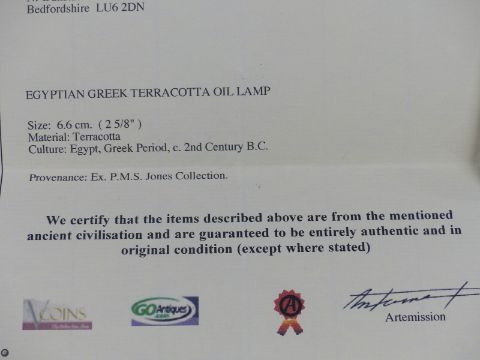 Bedfordshire LU6 2DN
EGYPTIAN GREEK TERRACOTTA OIL LAMP
Size: 6.6 cm. ( 2 5/8" )
Material: Terracotta
Culture: Egypt, Greek Period, c. 2nd Century B.C.
Provenance: Ex. P.M.S. Jones Collection.
We certify that the items described above are from the mentioned
ancient civilisation and are guaranteed to be entirely authentic and in
original condition (except where stated)
VCOINS
GOAntiques
.com
A
Artemission